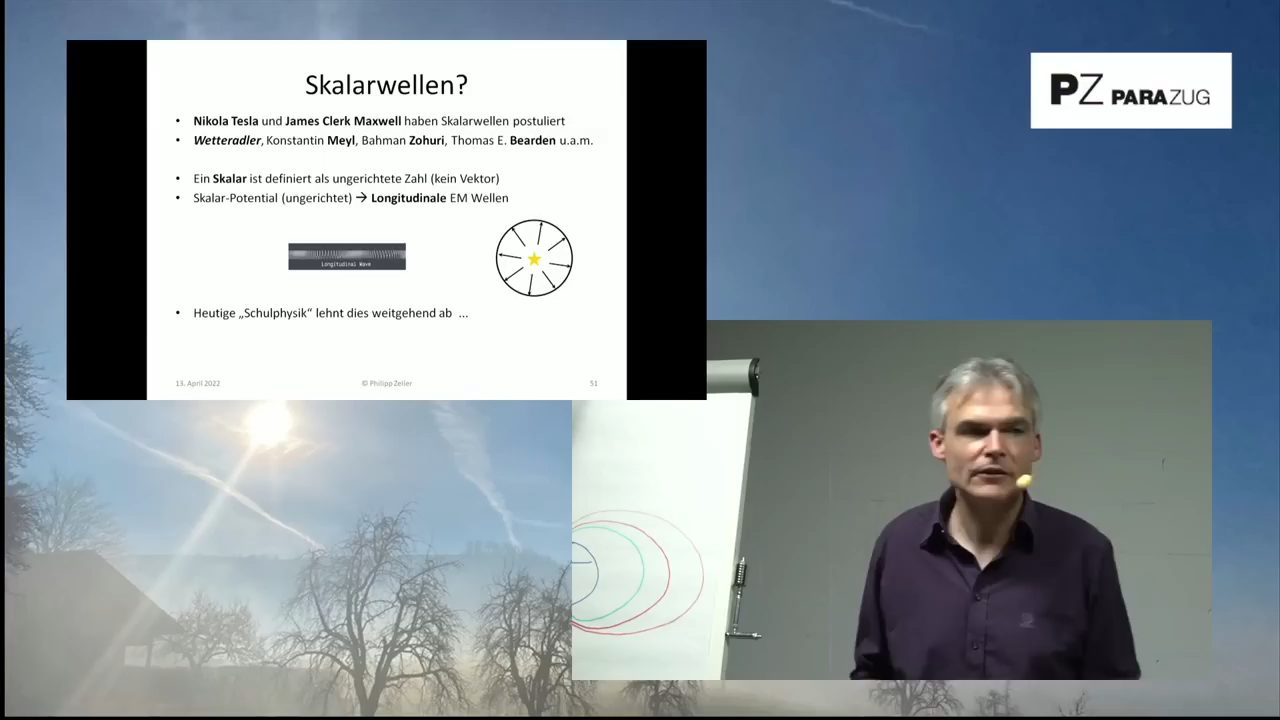 Skalarwellen?
• Nikola Tesla und James Clerk Maxwell haben Skalarwellen postuliert
• Wetteradler, Konstantin Meyl, Bahman Zohuri, Thomas E. Bearden u.a.m.
• Ein Skalar ist definiert als ungerichtete Zahl (kein Vektor)
• Skalar-Potential (ungerichtet) → Longitudinale EM Wellen
Longitudinal Wave
• Heutige „Schulphysik“ lehnt dies weitgehend ab ...
13. April 2022 © Philipp Zeller 51
PZ PARAZUG